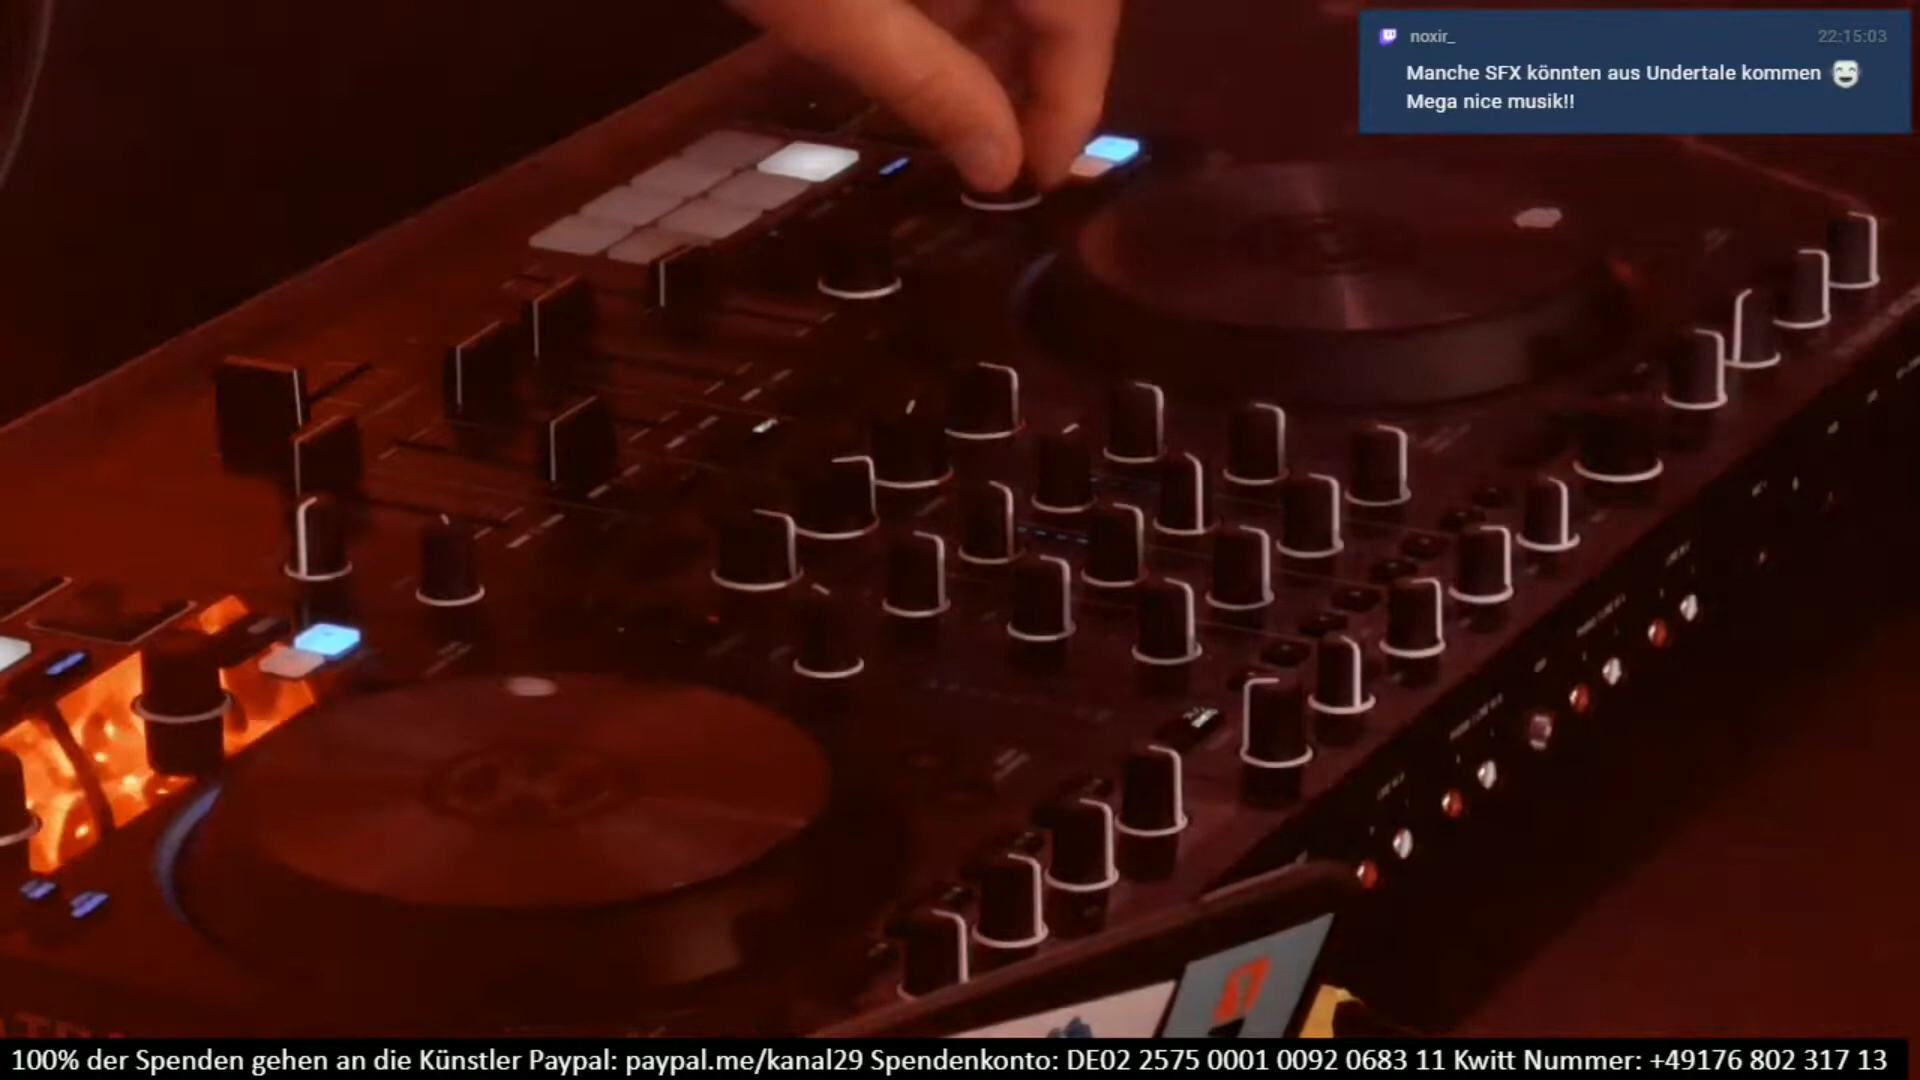 noxir_ 22:15:03
Manche SFX könnten aus Undertale kommen
Mega nice musik!!
100% der Spenden gehen an die Künstler Paypal: paypal.me/kanal29 Spendenkonto: DE02 2575 0001 0092 0683 11 Kwitt Nummer: +49176 802 317 13